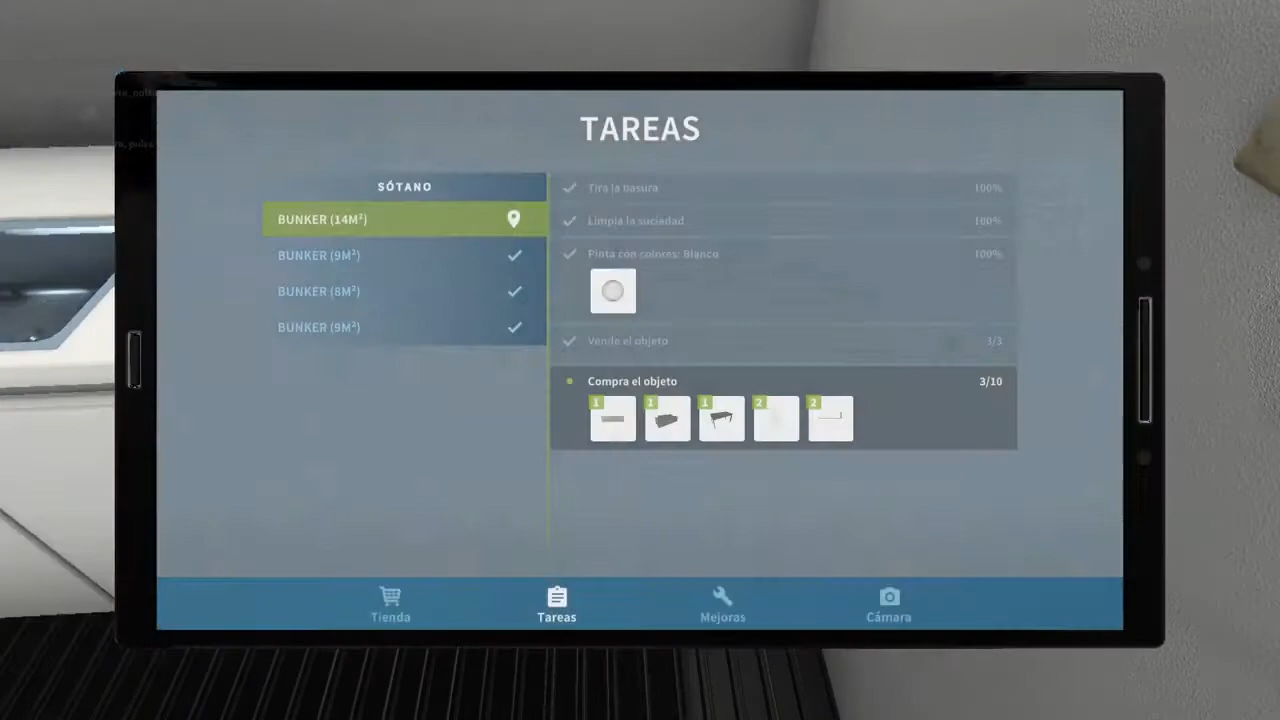 TAREAS
SÓTANO
BUNKER (14M²)
BUNKER (9M²)
BUNKER (8M²)
BUNKER (9M²)
Tira la basura 100%
Limpia la suciedad 100%
Pinta con colores: Blanco 100%
Vende el objeto 3/3
Compra el objeto 3/10
1 1 1 2 2
Tienda Tareas Mejoras Cámara